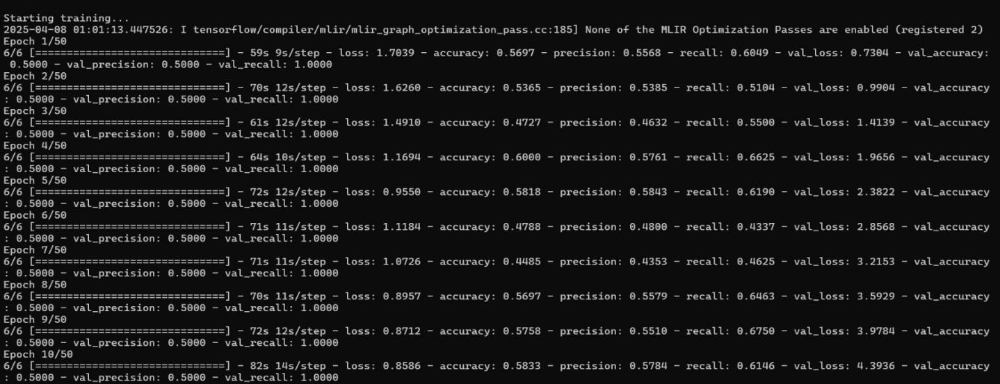 Starting training...
2025-04-08 01:01:13.447526: I tensorflow/compiler/mlir/mlir_graph_optimization_pass.cc:185] None of the MLIR Optimization Passes are enabled (registered 2)
Epoch 1/50
6/6 [==============================] - 59s 9s/step - loss: 1.7039 - accuracy: 0.5697 - precision: 0.5568 - recall: 0.6049 - val_loss: 0.7304 - val_accuracy:
 0.5000 - val_precision: 0.5000 - val_recall: 1.0000
Epoch 2/50
6/6 [==============================] - 70s 12s/step - loss: 1.6260 - accuracy: 0.5365 - precision: 0.5385 - recall: 0.5104 - val_loss: 0.9904 - val_accuracy
: 0.5000 - val_precision: 0.5000 - val_recall: 1.0000
Epoch 3/50
6/6 [==============================] - 61s 12s/step - loss: 1.4910 - accuracy: 0.4727 - precision: 0.4632 - recall: 0.5500 - val_loss: 1.4139 - val_accuracy
: 0.5000 - val_precision: 0.5000 - val_recall: 1.0000
Epoch 4/50
6/6 [==============================] - 64s 10s/step - loss: 1.1694 - accuracy: 0.6000 - precision: 0.5761 - recall: 0.6625 - val_loss: 1.9656 - val_accuracy
: 0.5000 - val_precision: 0.5000 - val_recall: 1.0000
Epoch 5/50
6/6 [==============================] - 72s 12s/step - loss: 0.9550 - accuracy: 0.5818 - precision: 0.5843 - recall: 0.6190 - val_loss: 2.3822 - val_accuracy
: 0.5000 - val_precision: 0.5000 - val_recall: 1.0000
Epoch 6/50
6/6 [==============================] - 71s 11s/step - loss: 1.1184 - accuracy: 0.4788 - precision: 0.4800 - recall: 0.4337 - val_loss: 2.8568 - val_accuracy
: 0.5000 - val_precision: 0.5000 - val_recall: 1.0000
Epoch 7/50
6/6 [==============================] - 71s 11s/step - loss: 1.0726 - accuracy: 0.4485 - precision: 0.4353 - recall: 0.4625 - val_loss: 3.2153 - val_accuracy
: 0.5000 - val_precision: 0.5000 - val_recall: 1.0000
Epoch 8/50
6/6 [==============================] - 70s 11s/step - loss: 0.8957 - accuracy: 0.5697 - precision: 0.5579 - recall: 0.6463 - val_loss: 3.5929 - val_accuracy
: 0.5000 - val_precision: 0.5000 - val_recall: 1.0000
Epoch 9/50
6/6 [==============================] - 72s 12s/step - loss: 0.8712 - accuracy: 0.5758 - precision: 0.5510 - recall: 0.6750 - val_loss: 3.9784 - val_accuracy
: 0.5000 - val_precision: 0.5000 - val_recall: 1.0000
Epoch 10/50
6/6 [==============================] - 82s 14s/step - loss: 0.8586 - accuracy: 0.5833 - precision: 0.5784 - recall: 0.6146 - val_loss: 4.3936 - val_accuracy
: 0.5000 - val_precision: 0.5000 - val_recall: 1.0000